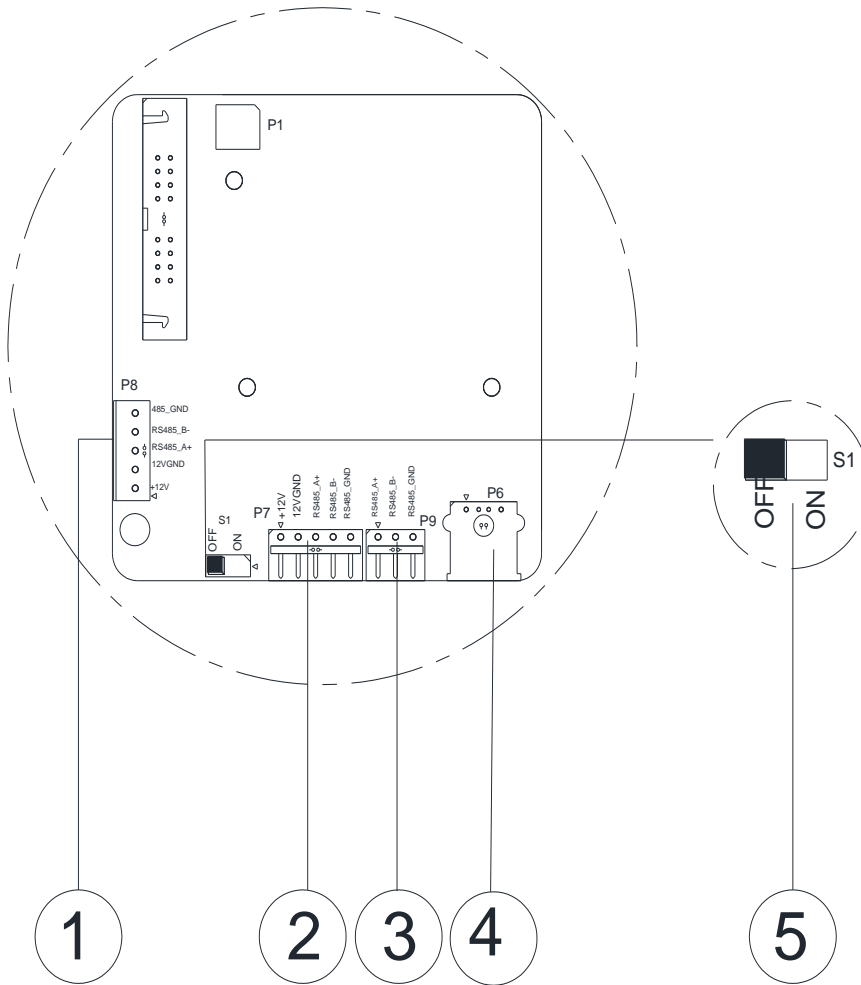 P1
P8
485_GND
RS485_B-
RS485_A+
12VGND
+12V
S1
OFF
ON
P7
+12V
12VGND
RS485_A+
RS485_B-
RS485_GND
RS485_A+
RS485_B-
RS485_GND
P9
P6
S1
OFF
ON
1
2
3
4
5